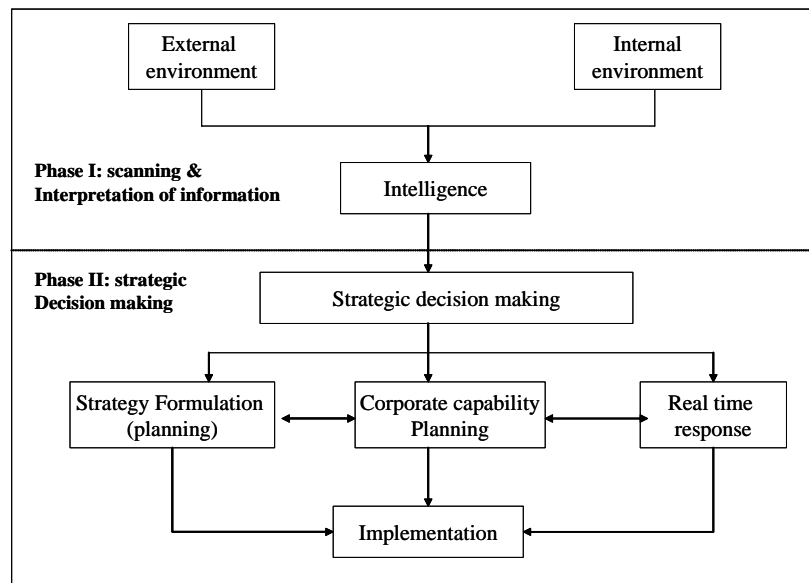 External
environment
Internal
environment
Phase I: scanning &
Interpretation of information
Intelligence
Phase II: strategic
Decision making
Strategic decision making
Strategy Formulation
(planning)
Corporate capability
Planning
Real time
response
Implementation